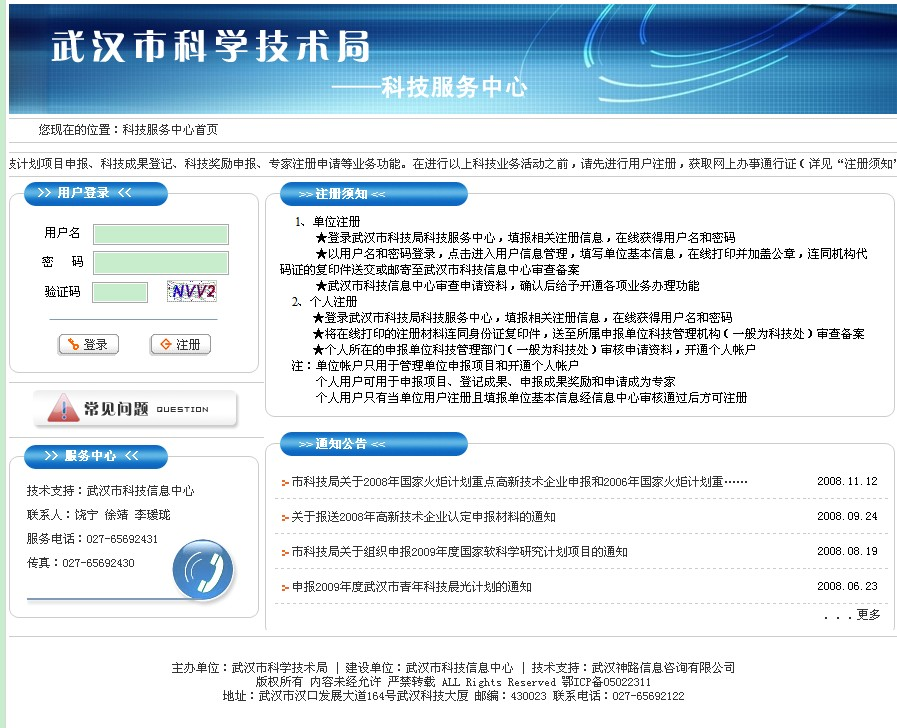 武汉市科学技术局
——科技服务中心
您现在的位置：科技服务中心首页
技计划项目申报、科技成果登记、科技奖励申报、专家注册申请等业务功能。在进行以上科技业务活动之前，请先进行用户注册，获取网上办事通行证(详见“注册须知”
>> 用户登录 <<
用户名
密 码
验证码
NVV2
登录
注册
常见问题 QUESTION
>> 服务中心 <<
技术支持：武汉市科技信息中心
联系人：饶宁 徐靖 李瑗珑
服务电话：027-65692431
传真：027-65692430
>> 注册须知 <<
1、单位注册
★登录武汉市科技局科技服务中心，填报相关注册信息，在线获得用户名和密码
★以用户名和密码登录，点击进入用户信息管理，填写单位基本信息，在线打印并加盖公章，连同机构代
码证的复印件送交或邮寄至武汉市科技信息中心审查备案
★武汉市科技信息中心审查申请资料，确认后给予开通各项业务办理功能
2、个人注册
★登录武汉市科技局科技服务中心，填报相关注册信息，在线获得用户名和密码
★将在线打印的注册材料连同身份证复印件，送至所属申报单位科技管理机构(一般为科技处)审查备案
★个人所在的申报单位科技管理部门(一般为科技处)审核申请资料，开通个人帐户
注：单位帐户只用于管理单位申报项目和开通个人帐户
个人用户可用于申报项目、登记成果、申报成果奖励和申请成为专家
个人用户只有当单位用户注册且填报单位基本信息经信息中心审核通过后方可注册
>> 通知公告 <<
市科技局关于2008年国家火炬计划重点高新技术企业申报和2006年国家火炬计划重…… 2008.11.12
关于报送2008年高新技术企业认定申报材料的通知 2008.09.24
市科技局关于组织申报2009年度国家软科学研究计划项目的通知 2008.08.19
申报2009年度武汉市青年科技晨光计划的通知 2008.06.23
...更多
主办单位：武汉市科学技术局 | 建设单位：武汉市科技信息中心 | 技术支持：武汉神路信息咨询有限公司
版权所有 内容未经允许 严禁转载 ALL Rights Reserved 鄂ICP备05022311
地址：武汉市汉口发展大道164号武汉科技大厦 邮编：430023 联系电话：027-65692122